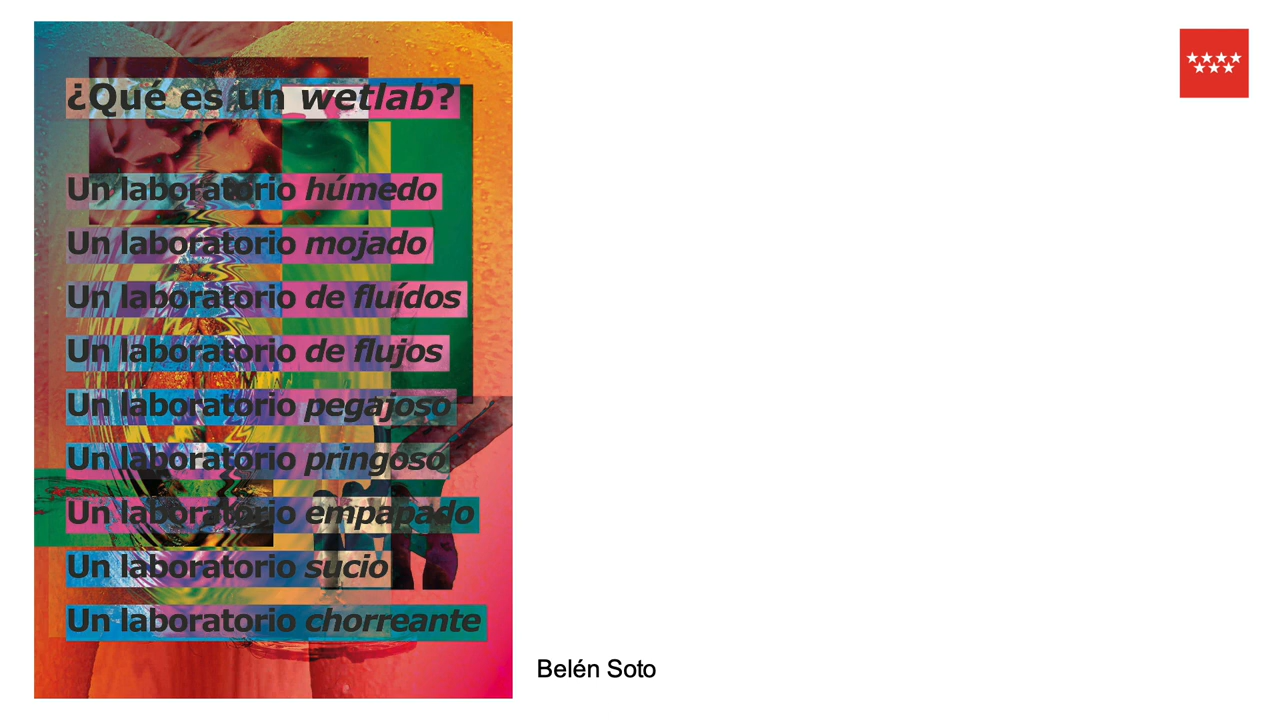 ¿Qué es un wetlab?
Un laboratorio húmedo
Un laboratorio mojado
Un laboratorio de fluídos
Un laboratorio de flujos
Un laboratorio pegajoso
Un laboratorio pringoso
Un laboratorio empapado
Un laboratorio sucio
Un laboratorio chorreante
Belén Soto